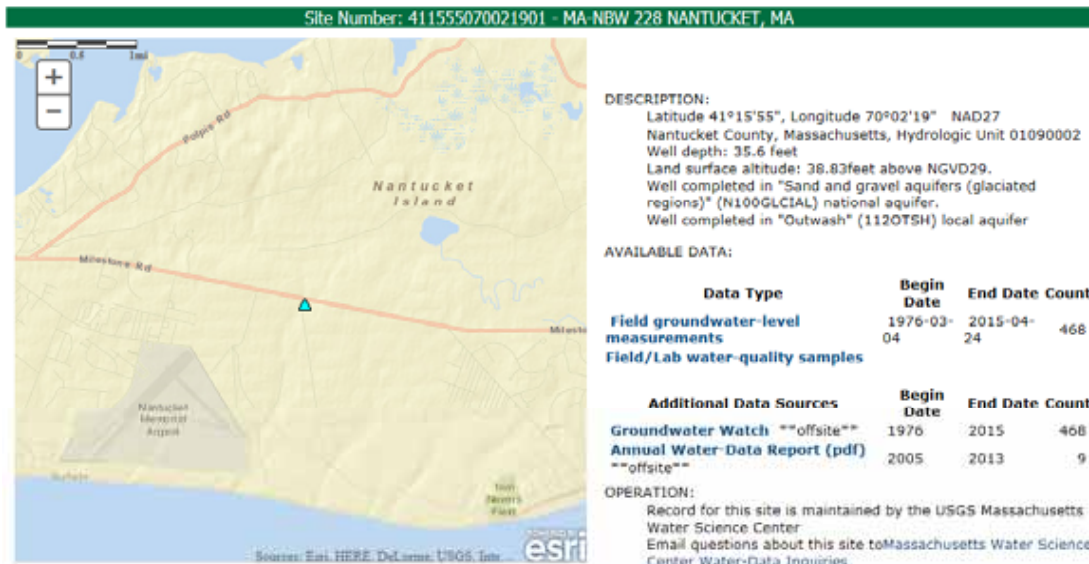 Site Number: 411555070021901 - MA-NBW 228 NANTUCKET, MA
0 0.5 1mi
+
−
Polpis Rd
Nantucket
Island
Milestone Rd
Nantucket
Memorial
Airport
Tom
Nevers
Field
Sources: Esri, HERE, DeLorme, USGS, Inte...
POWERED BY
esri
DESCRIPTION:
Latitude 41°15'55", Longitude 70°02'19" NAD27
Nantucket County, Massachusetts, Hydrologic Unit 01090002
Well depth: 35.6 feet
Land surface altitude: 38.83feet above NGVD29.
Well completed in "Sand and gravel aquifers (glaciated
regions)" (N100GLCIAL) national aquifer.
Well completed in "Outwash" (112OTSH) local aquifer
AVAILABLE DATA:
Data Type Begin Date End Date Count
Field groundwater-level measurements 1976-03-04 2015-04-24 468
Field/Lab water-quality samples
Additional Data Sources Begin Date End Date Count
Groundwater Watch **offsite** 1976 2015 468
Annual Water-Data Report (pdf) **offsite** 2005 2013 9
OPERATION:
Record for this site is maintained by the USGS Massachusetts
Water Science Center
Email questions about this site toMassachusetts Water Science
Center Water-Data Inquiries